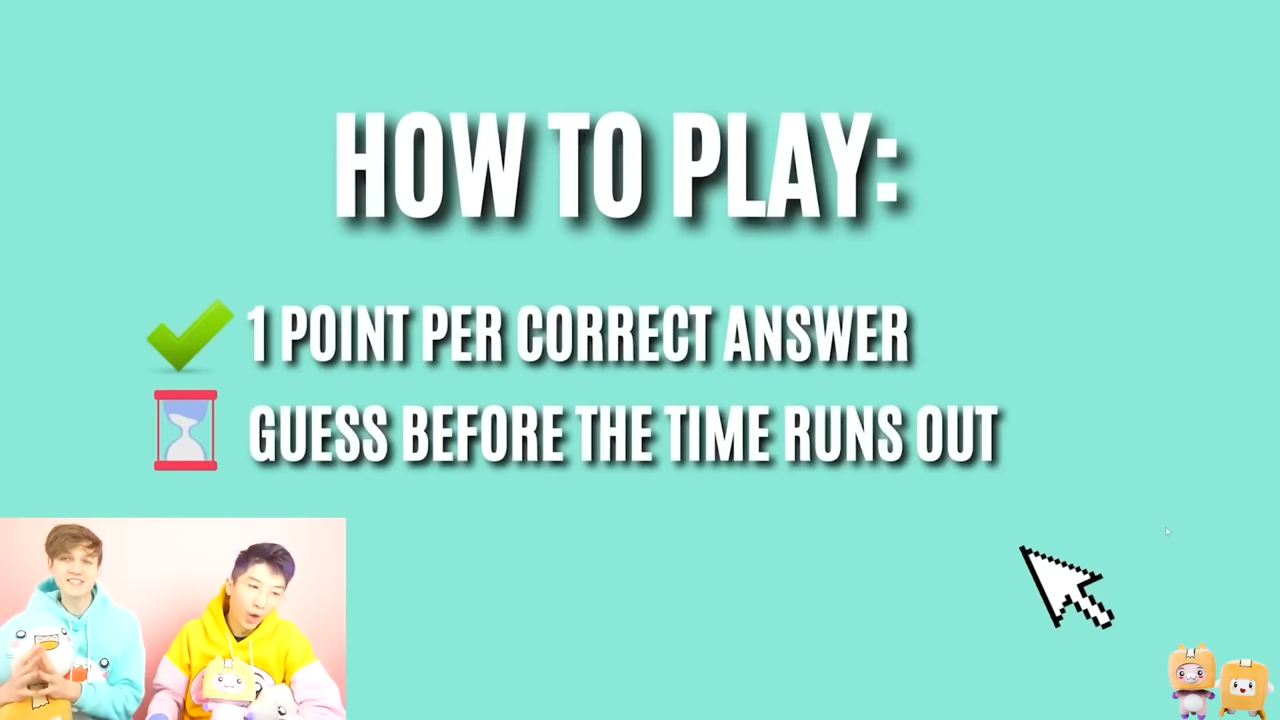 HOW TO PLAY:
1 POINT PER CORRECT ANSWER
GUESS BEFORE THE TIME RUNS OUT